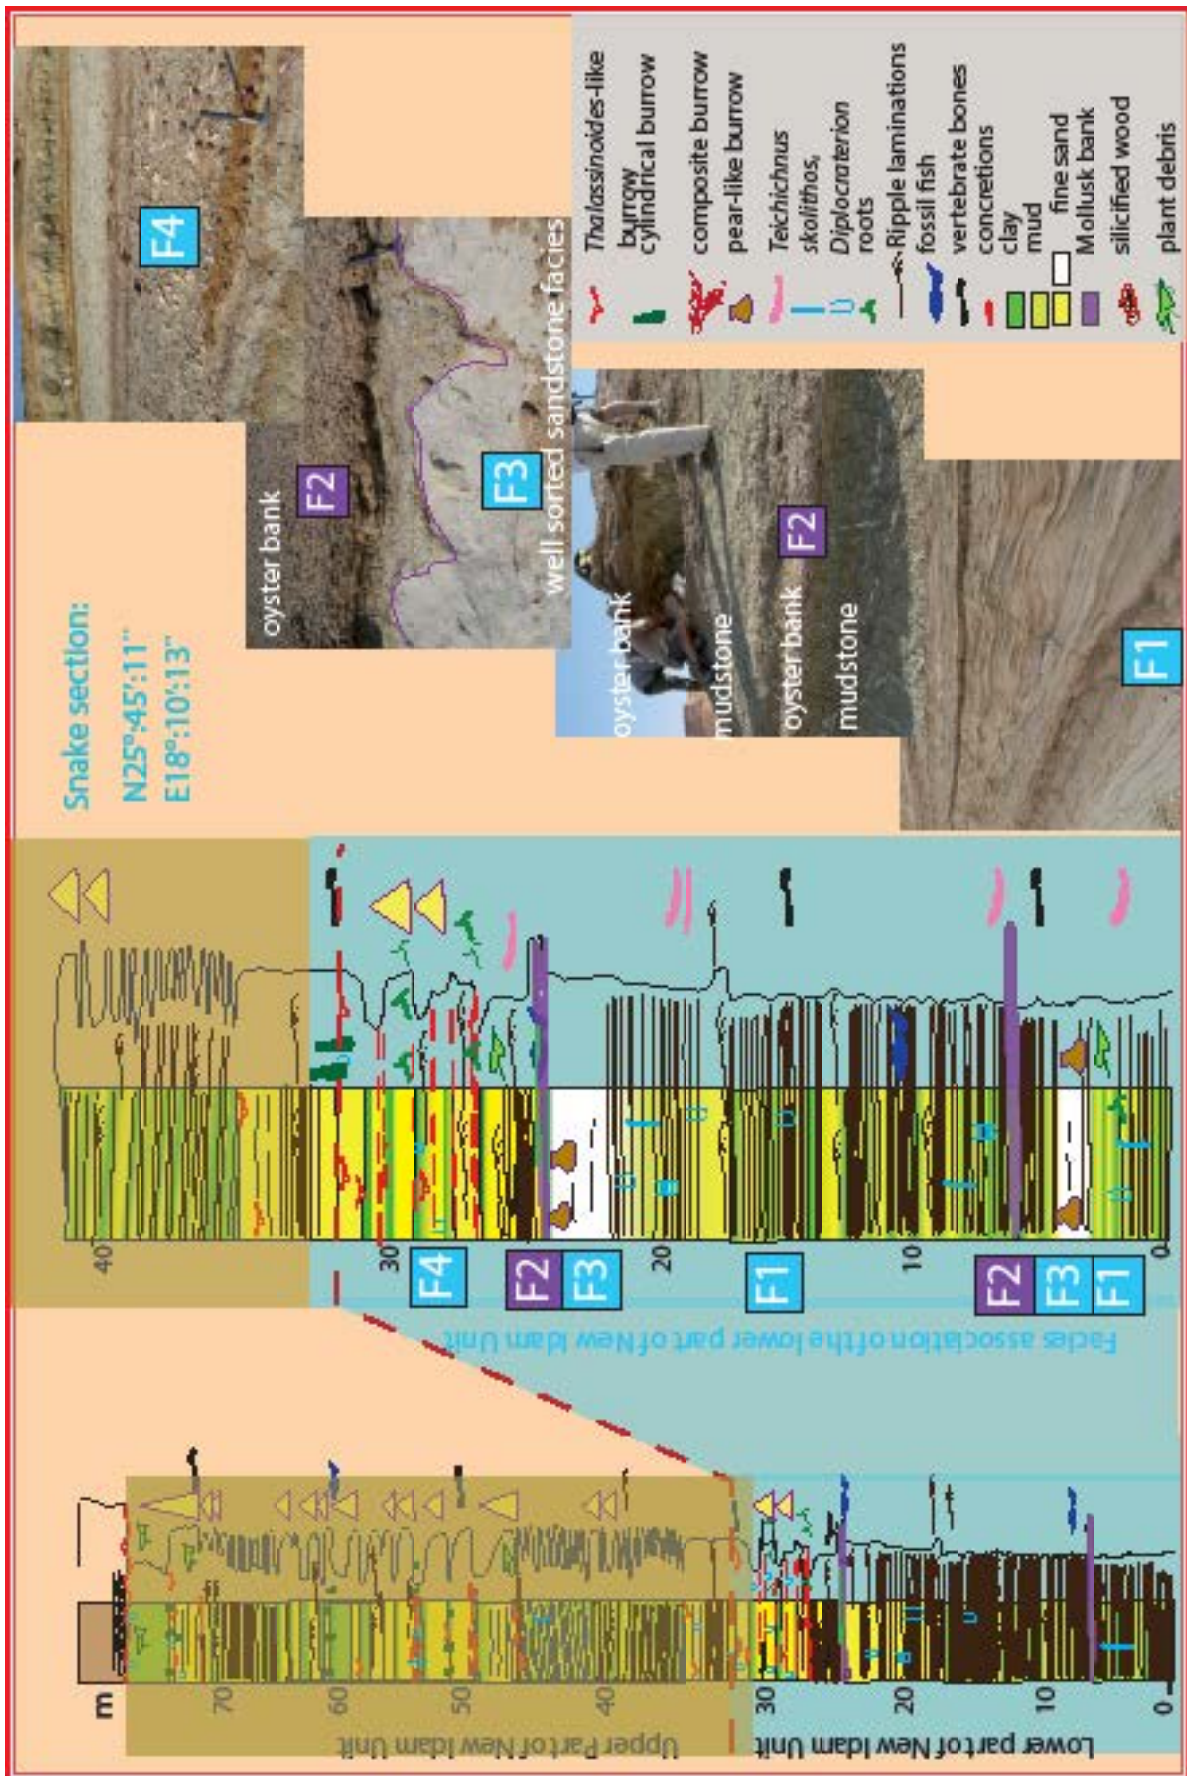 Snake section:
N25°:45':11"
E18°:10':13"
F4
oyster bank
F2
F3
well sorted sandstone facies
oyster bank
mudstone
oyster bank
F2
mudstone
F1
Thalassinoides-like
burrow
cylindrical burrow
composite burrow
pear-like burrow
Teichichnus
skolithos,
Diplocraterion
roots
Ripple laminations
fossil fish
vertebrate bones
concretions
clay
mud
fine sand
Mollusk bank
silicified wood
plant debris
40
30
20
10
0
F4
F2
F3
F1
F2
F3
F1
Facies association of the lower part of New Idam Unit
m
70
60
50
40
30
20
10
0
Upper Part of New Idam Unit
Lower part of New Idam Unit